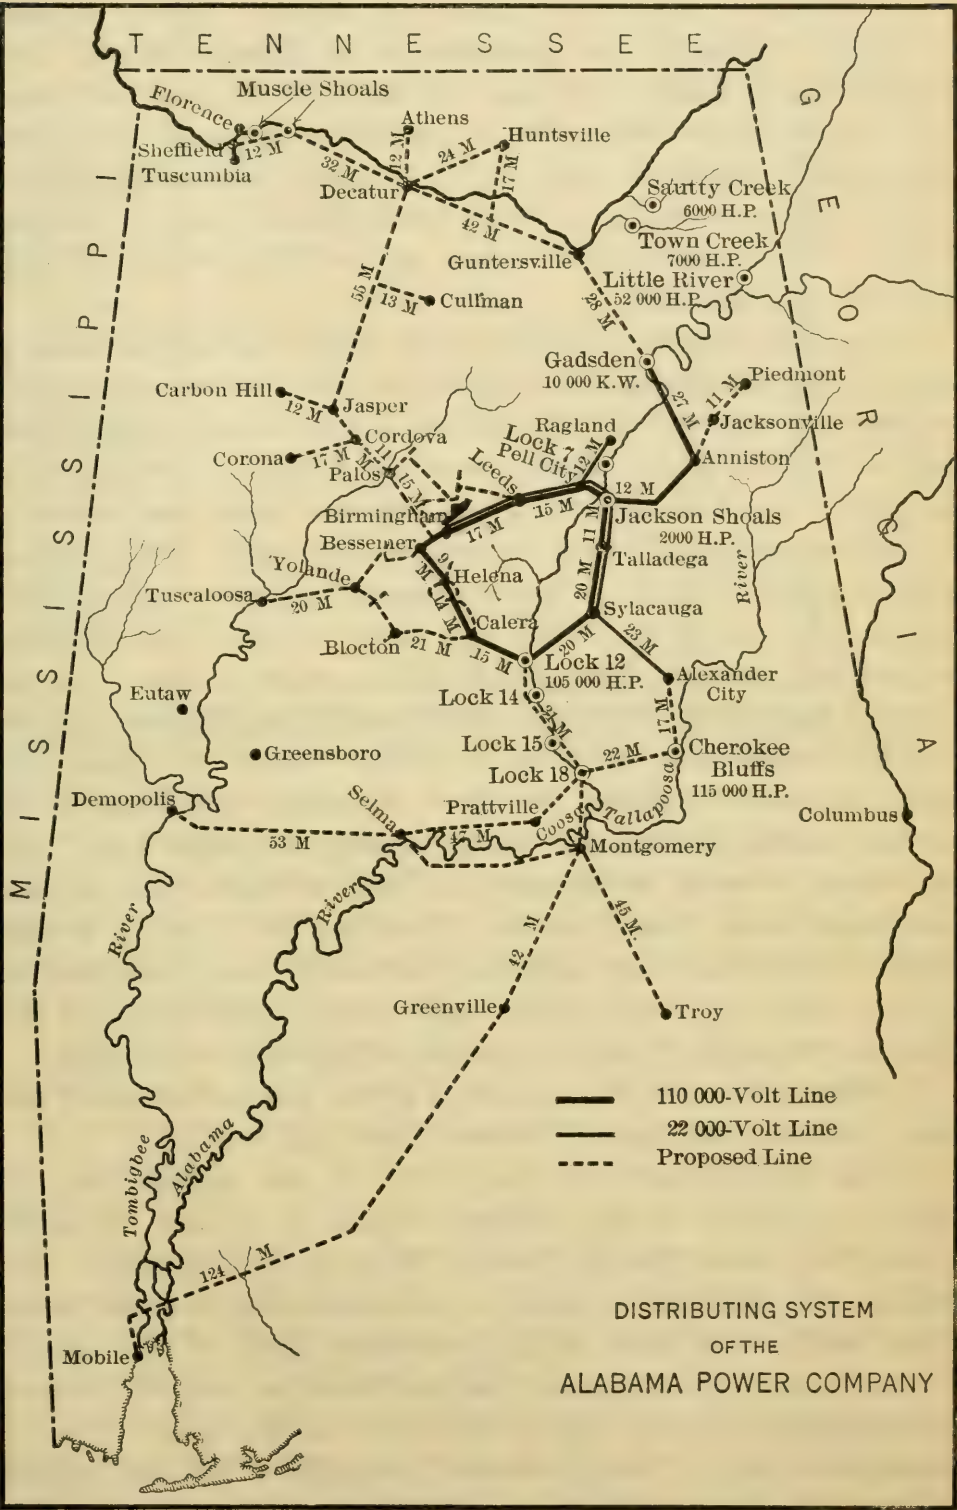 TENNESSEE
Muscle Shoals
Florence
Athens
Huntsville
Sheffield
12 M
12 M
24 M
17 M
Tuscumbia
32 M
Decatur
Sautty Creek
6000 H.P.
42 M
Town Creek
7000 H.P.
Guntersville
Little River
52 000 H.P.
55 M
13 M
Cullman
28 M
GEORGIA
MISSISSIPPI
Gadsden
10 000 K.W.
Piedmont
Carbon Hill
12 M
Jasper
27 M
11 M
Jacksonville
Ragland
Cordova
Lock 7
Pell City
12 M
Corona
17 M
11 M
Palos
15 M
Leeds
Anniston
12 M
15 M
Birmingham
17 M
Jackson Shoals
2000 H.P.
Bessemer
11 M
Talladega
9 M
Yolande
Helena
20 M
River
Tuscaloosa
20 M
14 M
Sylacauga
Calera
23 M
Blocton
21 M
15 M
20 M
Lock 12
105 000 H.P.
Alexander
City
Eutaw
Lock 14
21 M
17 M
Greensboro
Lock 15
22 M
Cherokee
Bluffs
115 000 H.P.
Lock 18
Demopolis
Selma
Prattville
Coosa
Tallapoosa
Columbus
53 M
47 M
Montgomery
River
River
42 M
45 M.
Greenville
Troy
110 000-Volt Line
22 000-Volt Line
Proposed Line
Tombigbee
Alabama
124 M
DISTRIBUTING SYSTEM
OF THE
ALABAMA POWER COMPANY
Mobile